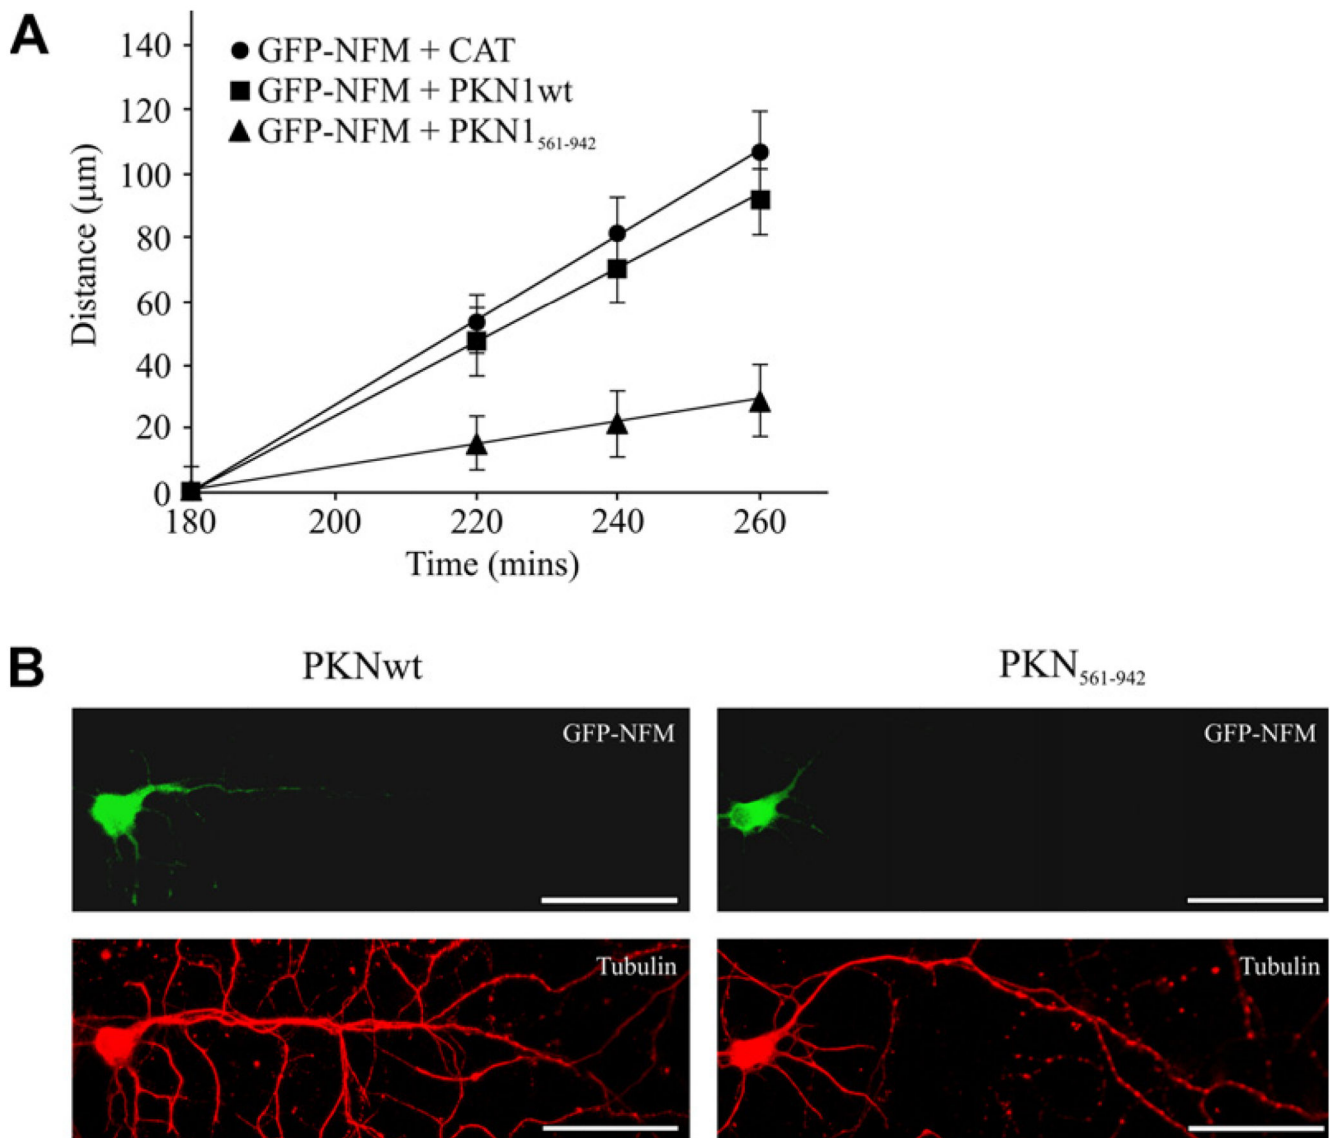 A
GFP-NFM + CAT
GFP-NFM + PKN1wt
GFP-NFM + PKN1561-942
Distance (µm)
140
120
100
80
60
40
20
0
180 200 220 240 260
Time (mins)
B
PKNwt PKN561-942
GFP-NFM GFP-NFM
Tubulin Tubulin